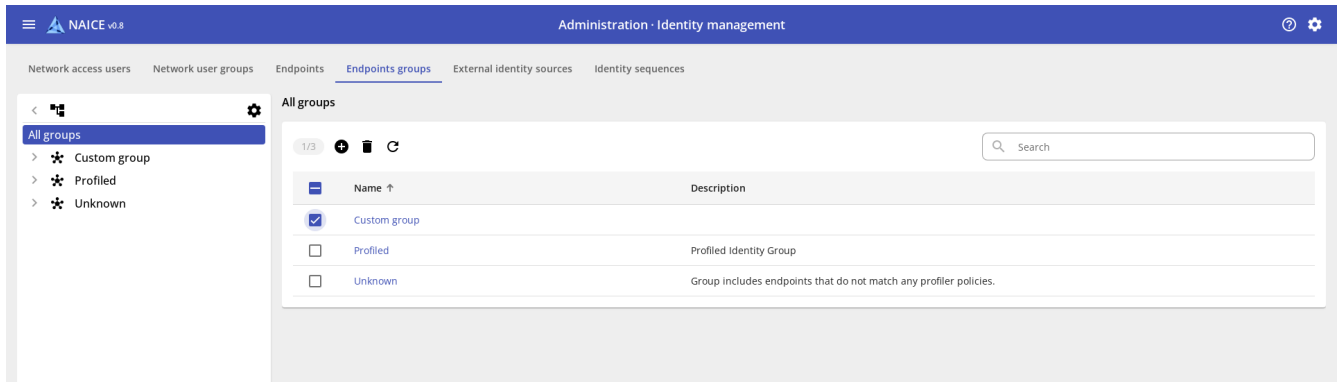 NAICE v0.8
Administration · Identity management
Network access users Network user groups Endpoints Endpoints groups External identity sources Identity sequences
All groups
Custom group
Profiled
Unknown
All groups
1/3
Search
Name ↑ Description
Custom group
Profiled Profiled Identity Group
Unknown Group includes endpoints that do not match any profiler policies.